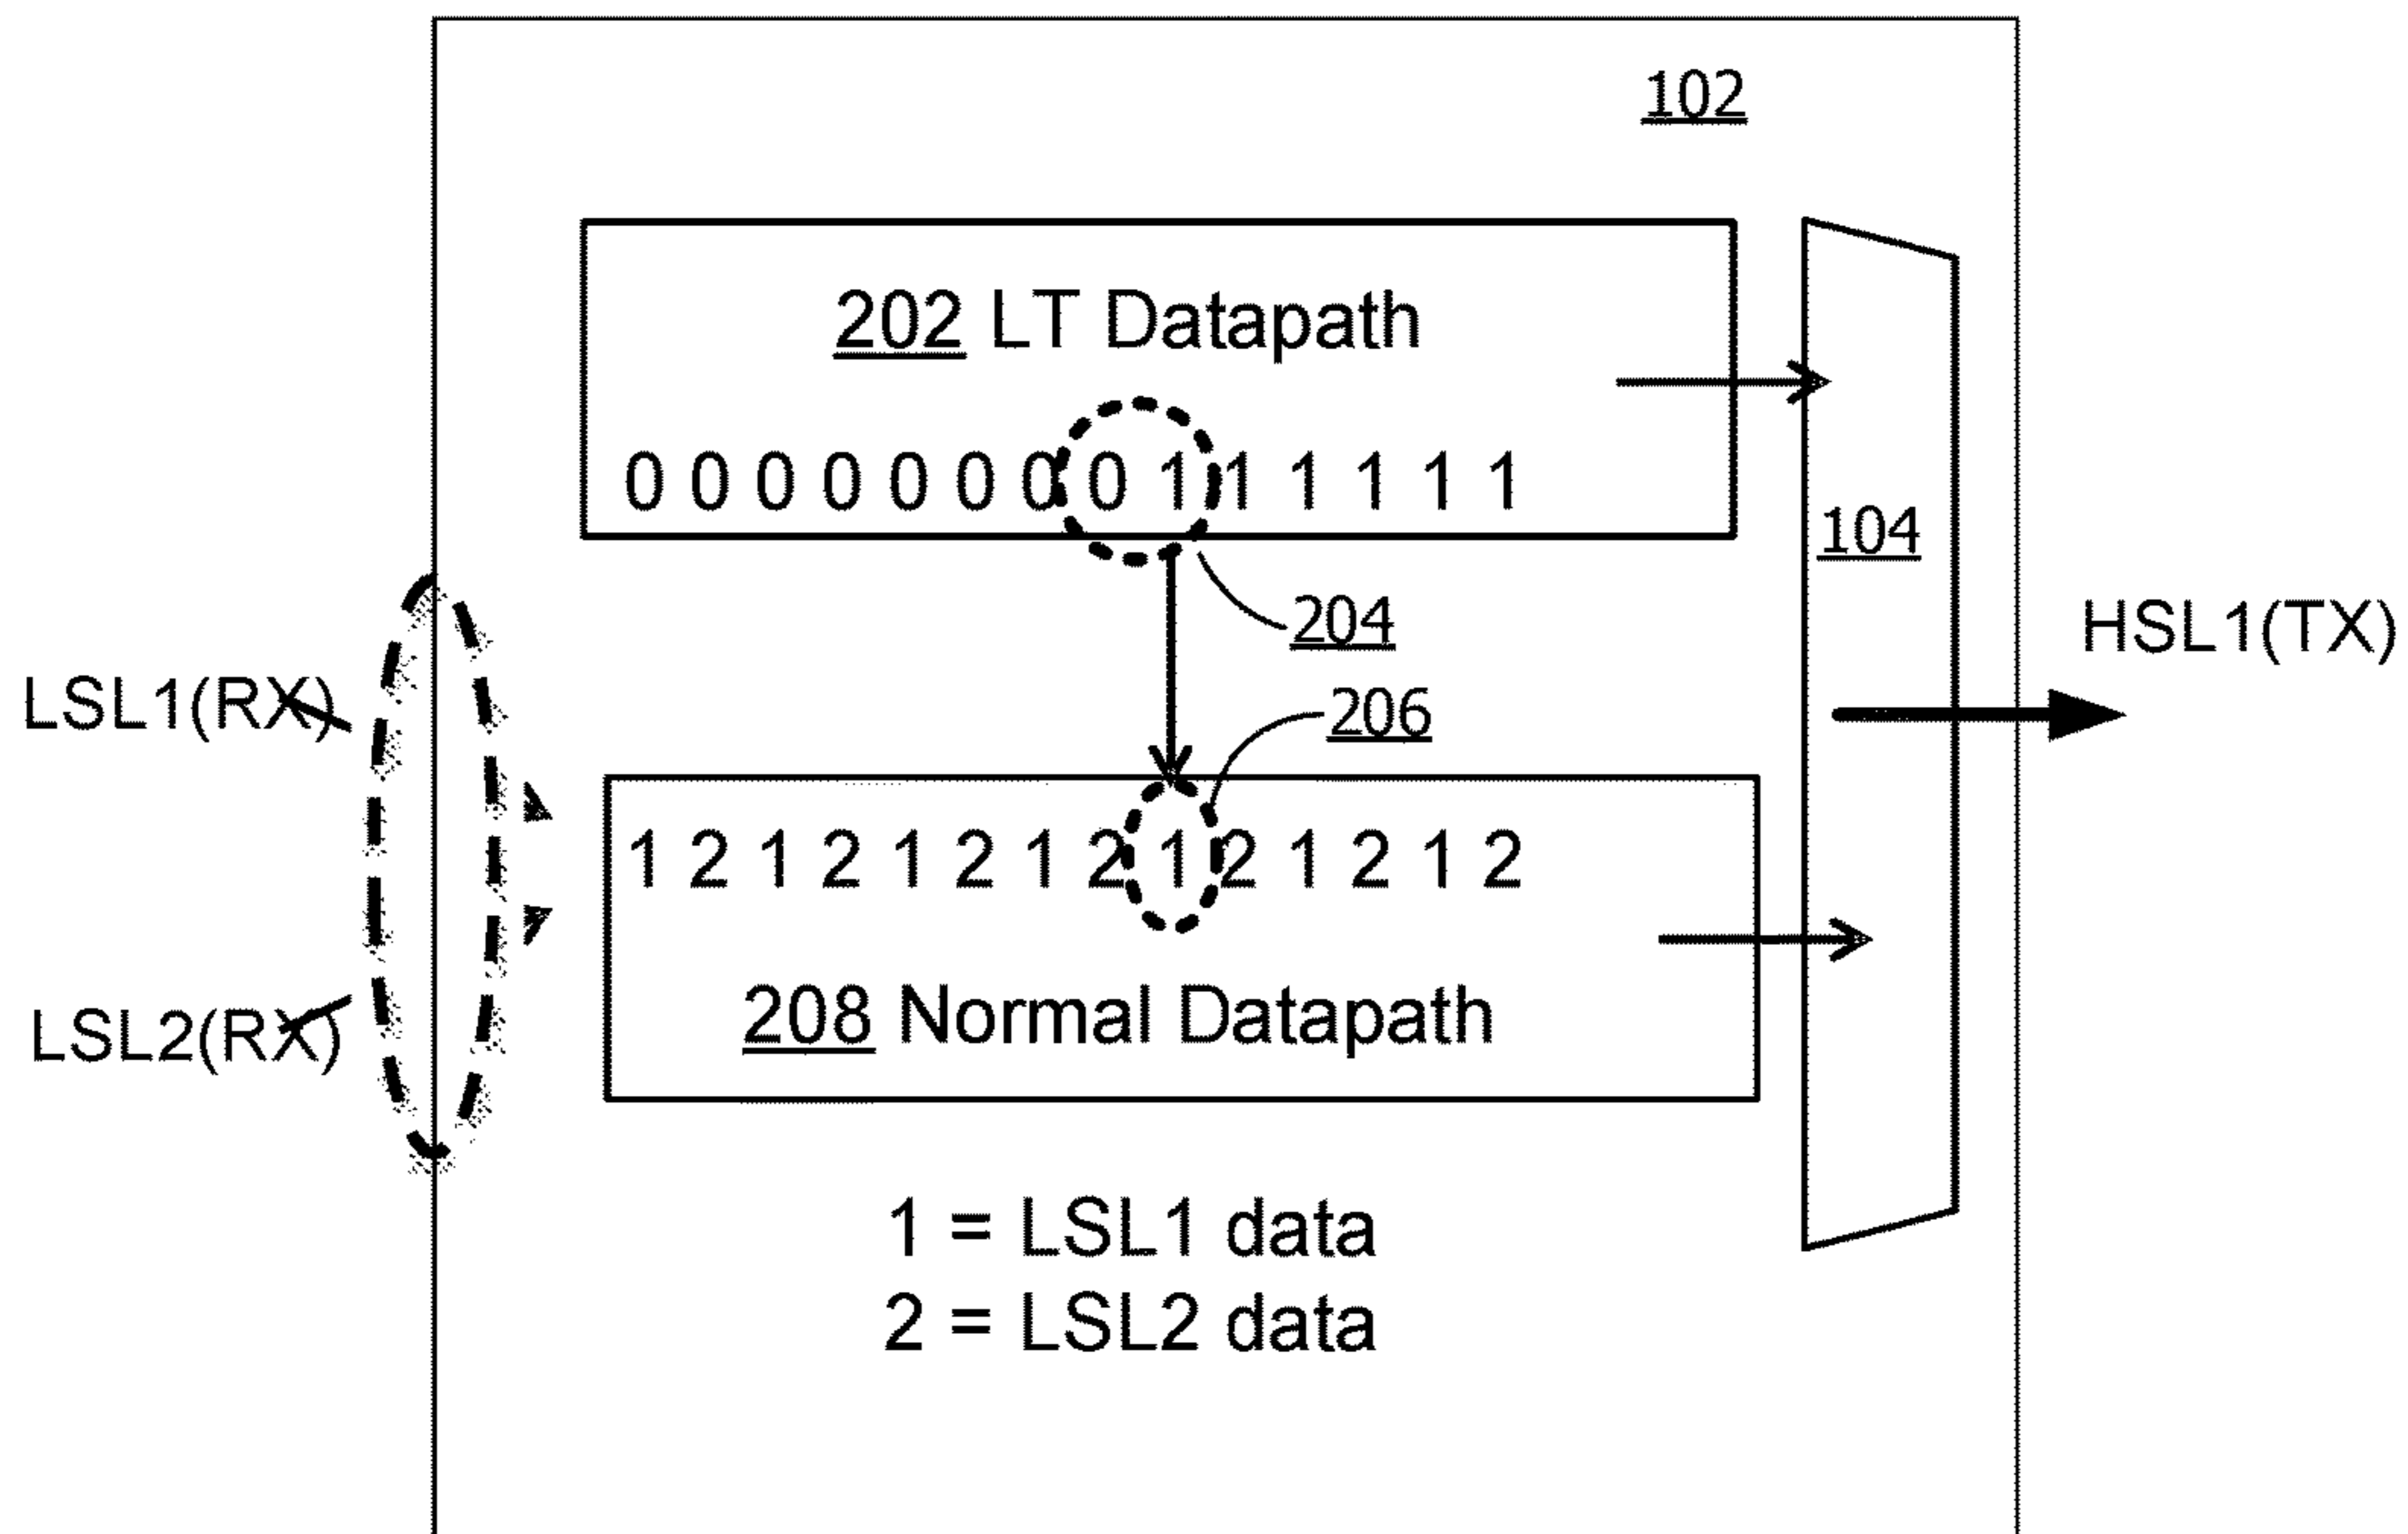 102
202 LT Datapath
0 0 0 0 0 0 0 0 1 1 1 1 1 1
104
204
HSL1(TX)
LSL1(RX)
206
1 2 1 2 1 2 1 2 1 2 1 2 1 2
LSL2(RX)
208 Normal Datapath
1 = LSL1 data
2 = LSL2 data